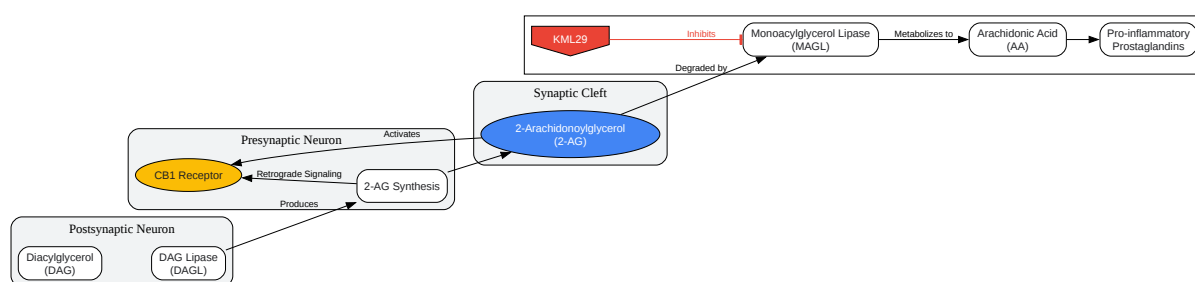 KML29
Inhibits
Monoacylglycerol Lipase
(MAGL)
Metabolizes to
Arachidonic Acid
(AA)
Pro-inflammatory
Prostaglandins
Degraded by
Synaptic Cleft
2-Arachidonoylglycerol
(2-AG)
Presynaptic Neuron
Activates
CB1 Receptor
Retrograde Signaling
2-AG Synthesis
Produces
Postsynaptic Neuron
Diacylglycerol
(DAG)
DAG Lipase
(DAGL)